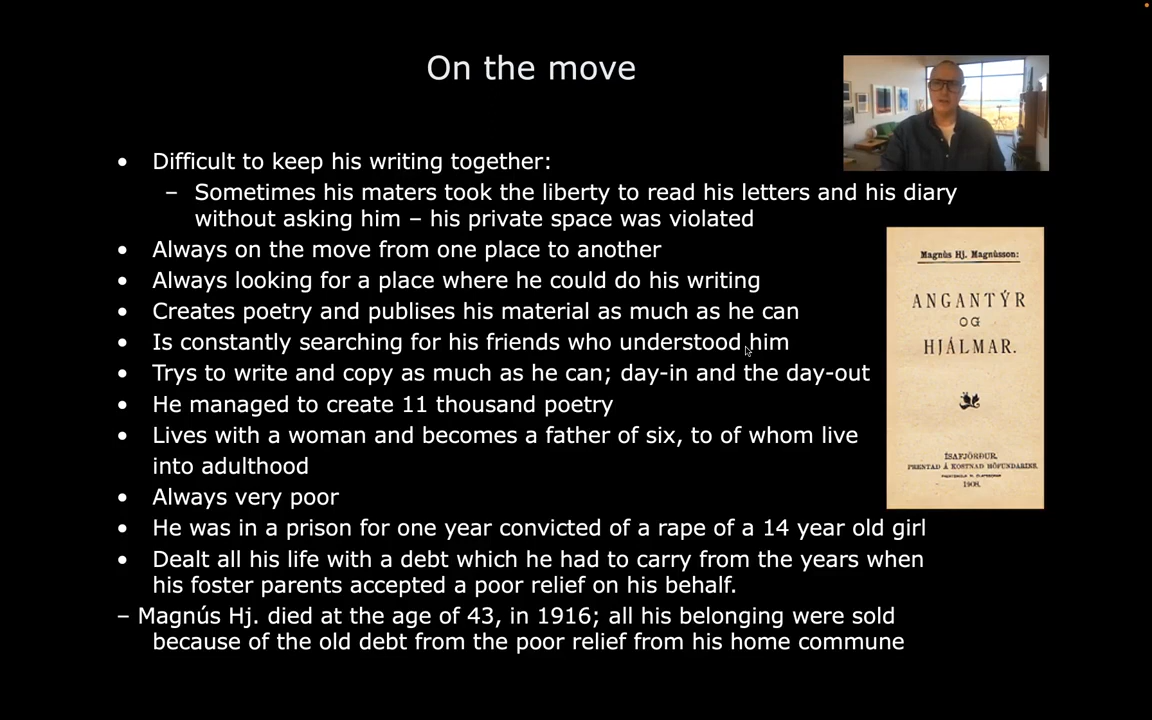 On the move
• Difficult to keep his writing together:
– Sometimes his maters took the liberty to read his letters and his diary
without asking him – his private space was violated
• Always on the move from one place to another
• Always looking for a place where he could do his writing
• Creates poetry and publises his material as much as he can
• Is constantly searching for his friends who understood him
• Trys to write and copy as much as he can; day-in and the day-out
• He managed to create 11 thousand poetry
• Lives with a woman and becomes a father of six, to of whom live
into adulthood
• Always very poor
• He was in a prison for one year convicted of a rape of a 14 year old girl
• Dealt all his life with a debt which he had to carry from the years when
his foster parents accepted a poor relief on his behalf.
– Magnús Hj. died at the age of 43, in 1916; all his belonging were sold
because of the old debt from the poor relief from his home commune
Magnús Hj. Magnússon:
ANGANTÝR
OG
HJÁLMAR.
ÍSAFJÖRÐUR.
PRENTAÐ Á KOSTNAÐ HÖFUNDARINS.
1908.